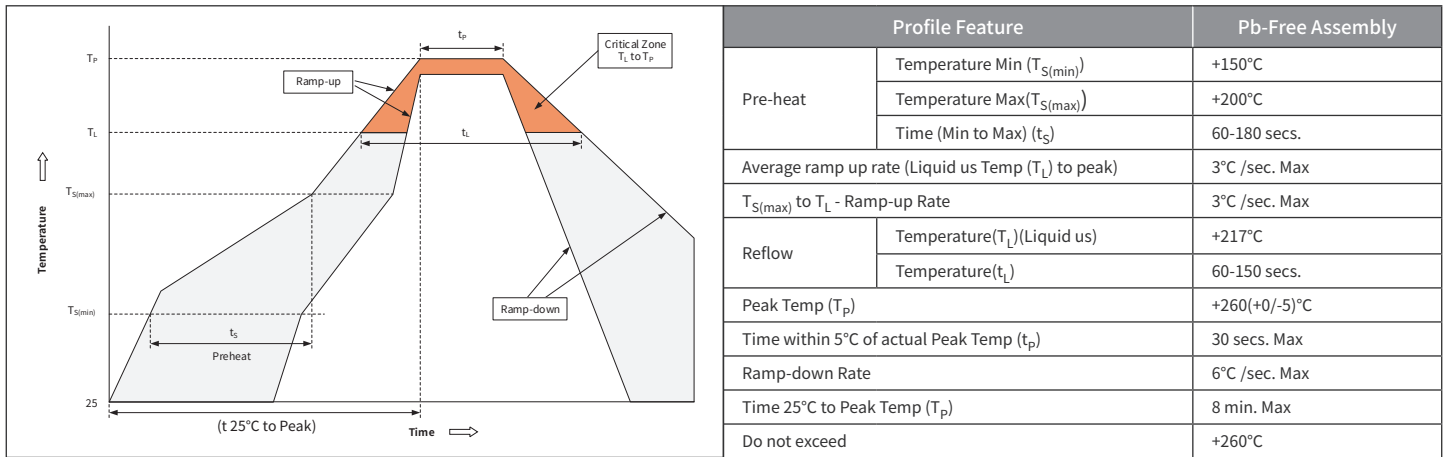 tP
Critical Zone
TL to TP
TP
Ramp-up
TL
tL
TS(max)
Temperature
Ramp-down
TS(min)
tS
Preheat
25
(t 25°C to Peak)
Time
Profile Feature Pb-Free Assembly
Pre-heat
Temperature Min (TS(min)) +150°C
Temperature Max(TS(max)) +200°C
Time (Min to Max) (tS) 60-180 secs.
Average ramp up rate (Liquid us Temp (TL) to peak) 3°C /sec. Max
TS(max) to TL - Ramp-up Rate 3°C /sec. Max
Reflow
Temperature(TL)(Liquid us) +217°C
Temperature(tL) 60-150 secs.
Peak Temp (TP) +260(+0/-5)°C
Time within 5°C of actual Peak Temp (tP) 30 secs. Max
Ramp-down Rate 6°C /sec. Max
Time 25°C to Peak Temp (TP) 8 min. Max
Do not exceed +260°C